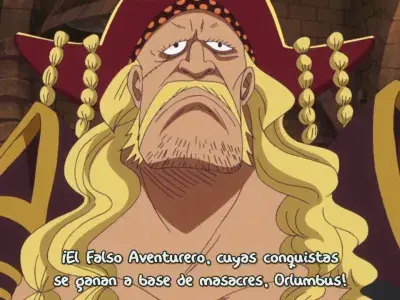 ¡El Falso Aventurero, cuyas conquistas
se ganan a base de masacres, Orlumbus!